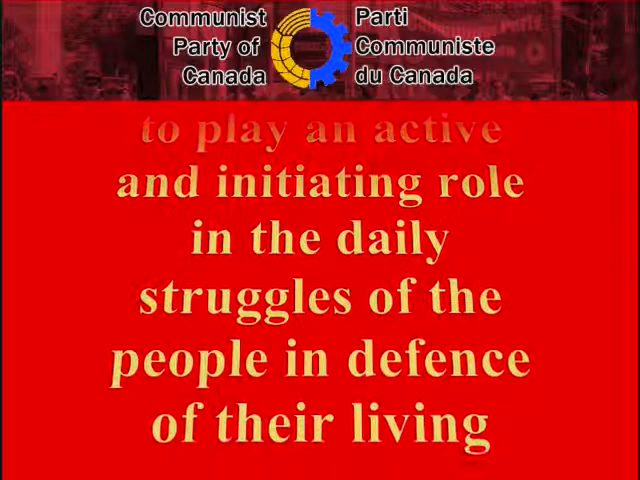 Communist
Party of
Canada
Parti
Communiste
du Canada
to play an active
and initiating role
in the daily
struggles of the
people in defence
of their living